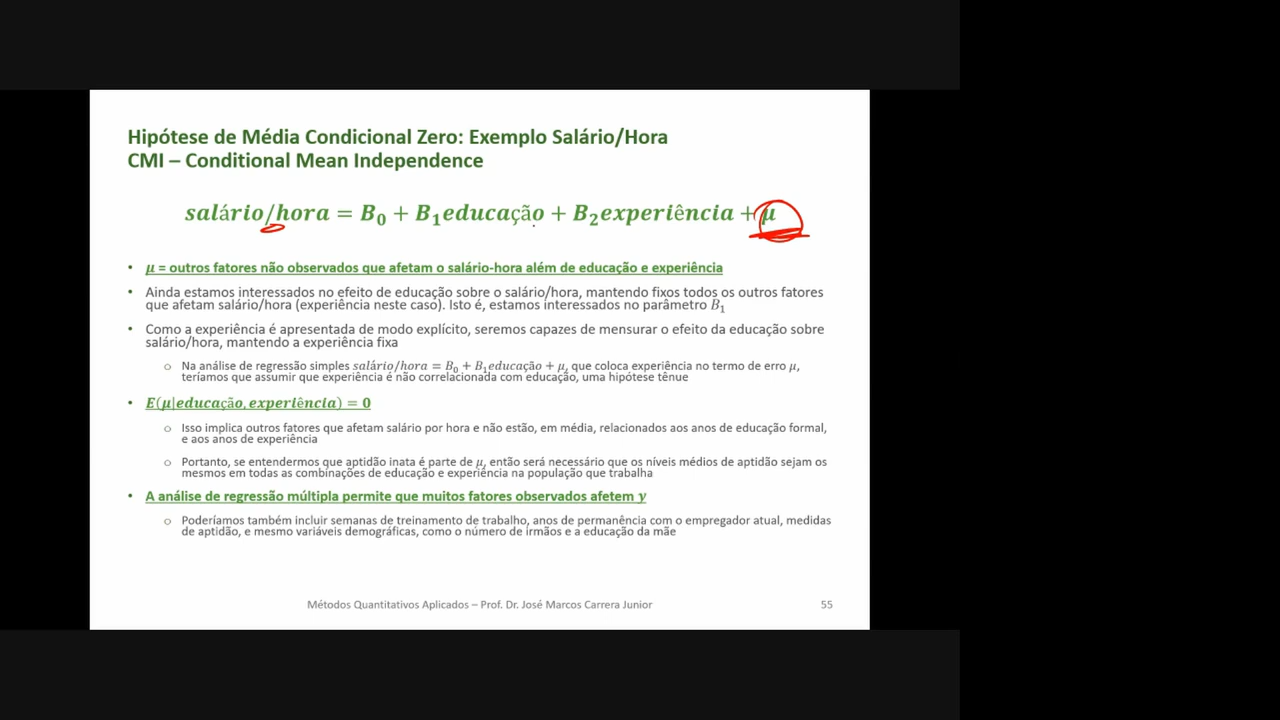 Hipótese de Média Condicional Zero: Exemplo Salário/Hora
CMI – Conditional Mean Independence
salário/hora = B₀ + B₁educação + B₂experiência + μ
• μ = outros fatores não observados que afetam o salário-hora além de educação e experiência
• Ainda estamos interessados no efeito de educação sobre o salário/hora, mantendo fixos todos os outros fatores
que afetam salário/hora (experiência neste caso). Isto é, estamos interessados no parâmetro B₁
• Como a experiência é apresentada de modo explícito, seremos capazes de mensurar o efeito da educação sobre
salário/hora, mantendo a experiência fixa
○ Na análise de regressão simples salário/hora = B₀ + B₁educação + μ, que coloca experiência no termo de erro μ,
teríamos que assumir que experiência é não correlacionada com educação, uma hipótese tênue
• E(μ|educação, experiência) = 0
○ Isso implica outros fatores que afetam salário por hora e não estão, em média, relacionados aos anos de educação formal,
e aos anos de experiência
○ Portanto, se entendermos que aptidão inata é parte de μ, então será necessário que os níveis médios de aptidão sejam os
mesmos em todas as combinações de educação e experiência na população que trabalha
• A análise de regressão múltipla permite que muitos fatores observados afetem y
○ Poderíamos também incluir semanas de treinamento de trabalho, anos de permanência com o empregador atual, medidas
de aptidão, e mesmo variáveis demográficas, como o número de irmãos e a educação da mãe
Métodos Quantitativos Aplicados – Prof. Dr. José Marcos Carrera Junior
55